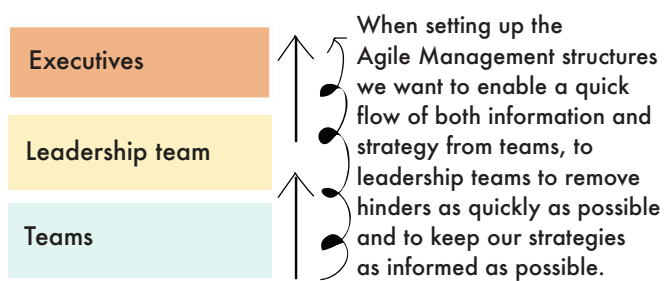 Executives
Leadership team
Teams
When setting up the
Agile Management structures
we want to enable a quick
flow of both information and
strategy from teams, to
leadership teams to remove
hinders as quickly as possible
and to keep our strategies
as informed as possible.